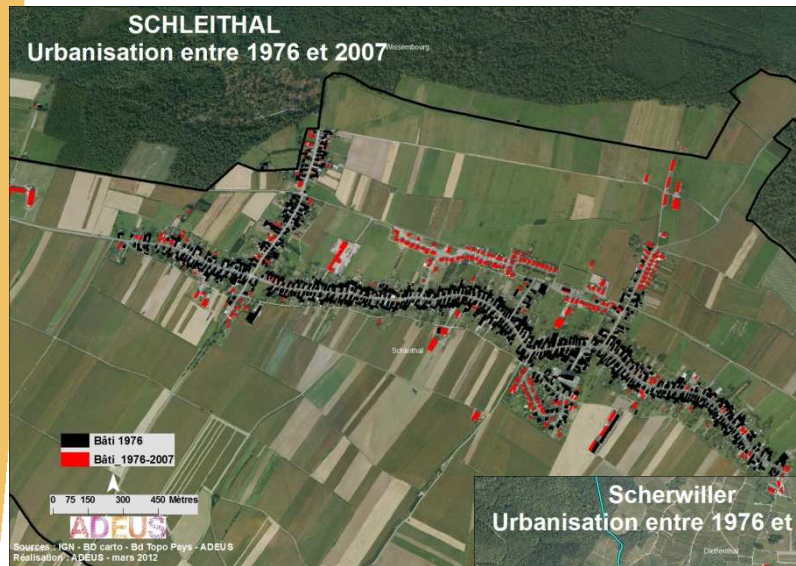 SCHLEITHAL
Urbanisation entre 1976 et 2007
Wissembourg
Schleithal
Bâti 1976
Bâti_1976-2007
0 75 150 300 450 Mètres
ADEUS
Sources : IGN - BD carto - Bd Topo Pays - ADEUS
Réalisation : ADEUS - mars 2012
Scherwiller
Urbanisation entre 1976 et
Dieffenthal